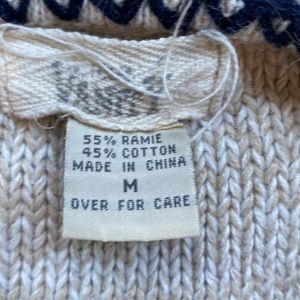 55% RAMIE
45% COTTON
MADE IN CHINA
M
OVER FOR CARE